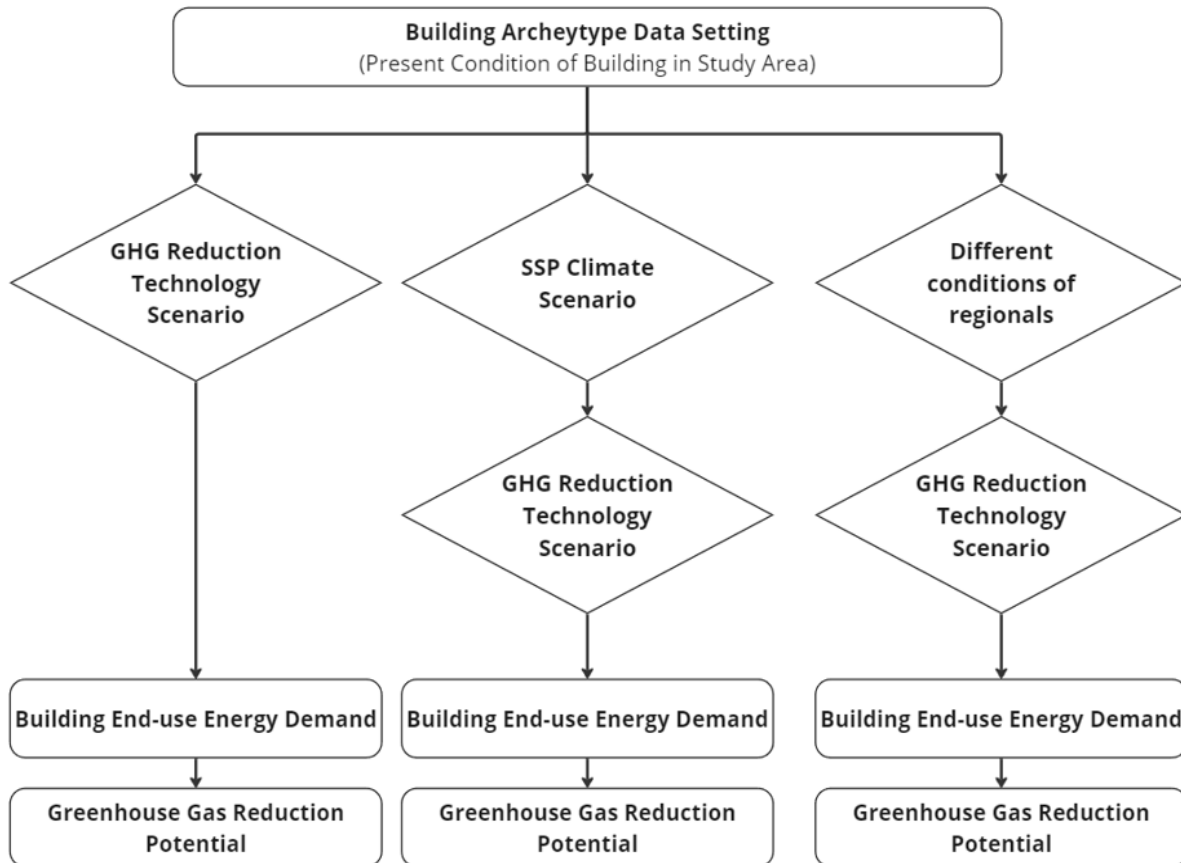 Building Archeytype Data Setting
(Present Condition of Building in Study Area)
GHG Reduction
Technology
Scenario
SSP Climate
Scenario
Different
conditions of
regionals
GHG Reduction
Technology
Scenario
GHG Reduction
Technology
Scenario
Building End-use Energy Demand
Building End-use Energy Demand
Building End-use Energy Demand
Greenhouse Gas Reduction
Potential
Greenhouse Gas Reduction
Potential
Greenhouse Gas Reduction
Potential